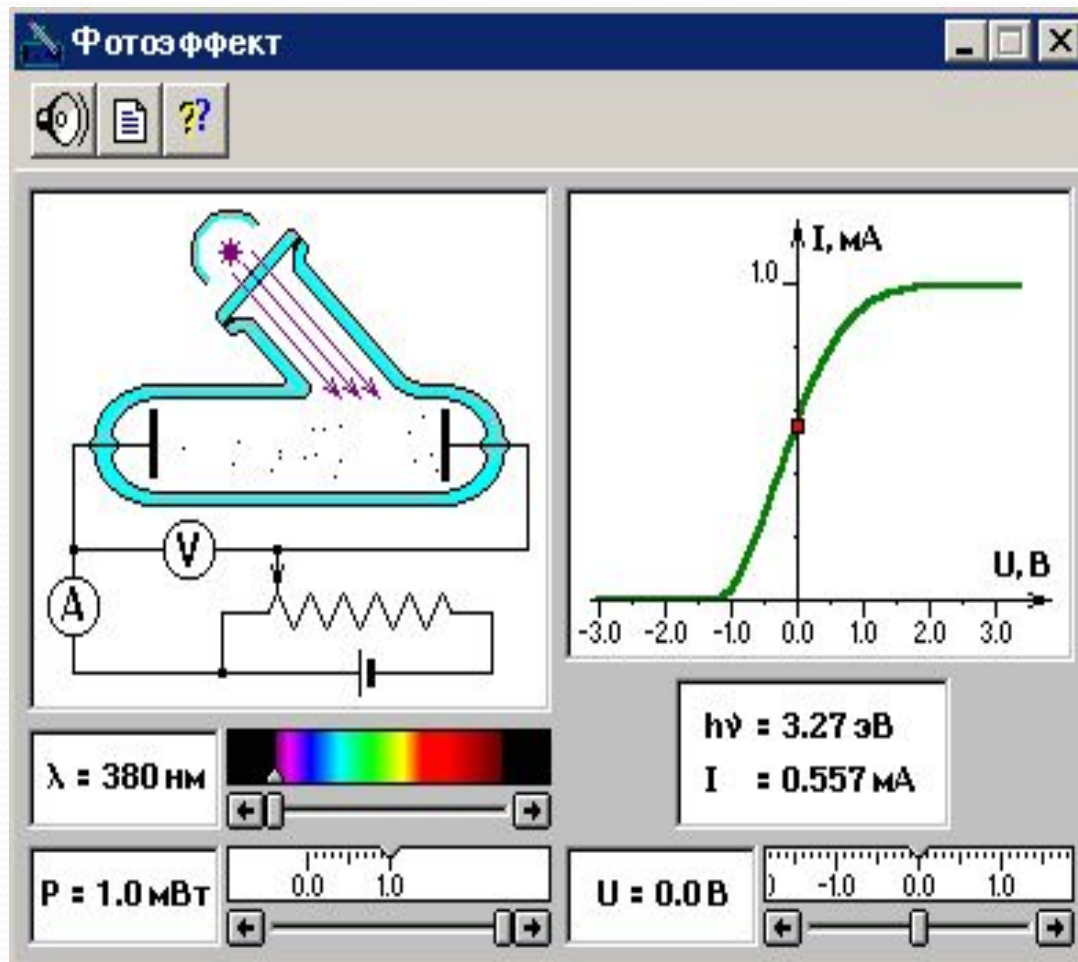 Фотоэффект
??
I, мА
1.0
U, В
-3.0 -2.0 -1.0 0.0 1.0 2.0 3.0
V
A
hν = 3.27 эВ
I = 0.557 мА
λ = 380 нм
P = 1.0 мВт
0.0 1.0
U = 0.0 В
-1.0 0.0 1.0